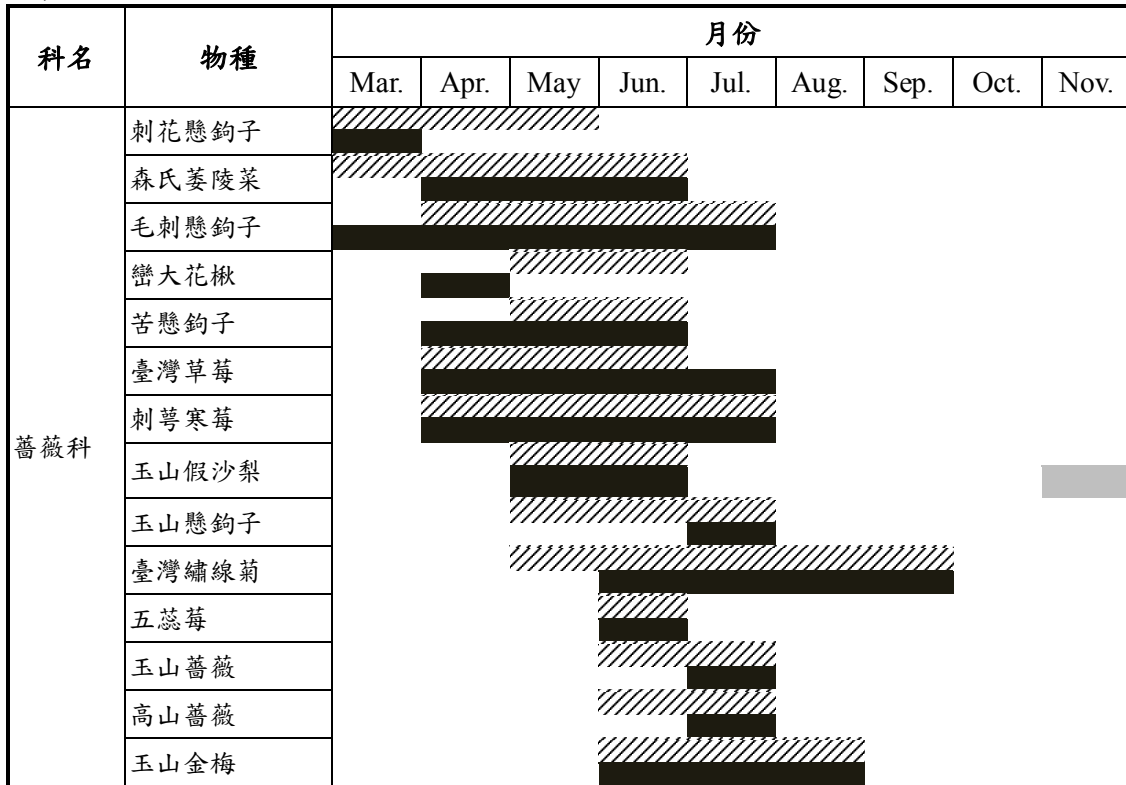 科名 物種 月份
Mar. Apr. May Jun. Jul. Aug. Sep. Oct. Nov.
薔薇科
刺花懸鉤子
森氏萎陵菜
毛刺懸鉤子
巒大花楸
苦懸鉤子
臺灣草莓
刺萼寒莓
玉山假沙梨
玉山懸鉤子
臺灣繡線菊
五蕊莓
玉山薔薇
高山薔薇
玉山金梅